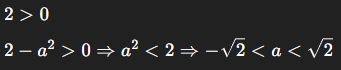 2 > 0
2 − a² > 0 ⇒ a² < 2 ⇒ −√2 < a < √2